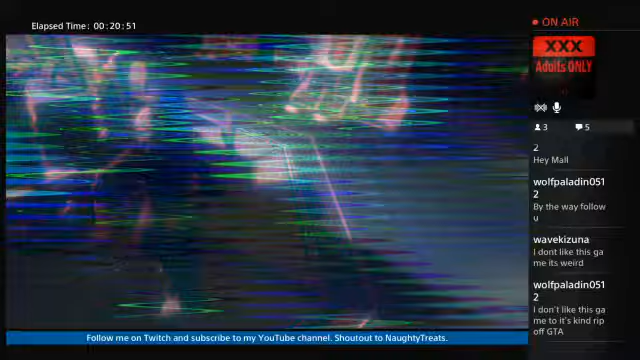 Elapsed Time: 00:20:51
ON AIR
XXX
Adults ONLY
3
5
2
Hey Mall
wolfpaladin051
2
By the way follow
u
wavekizuna
I dont like this ga
me its weird
wolfpaladin051
2
I don't like this ga
me to it's kind rip
off GTA
Follow me on Twitch and subscribe to my YouTube channel. Shoutout to NaughtyTreats.